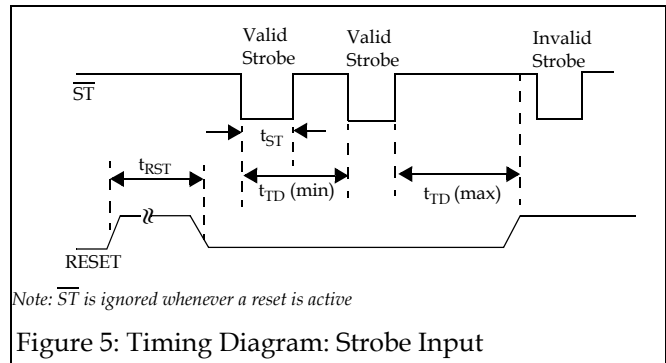 Valid Strobe
Valid Strobe
Invalid Strobe
ST
tST
tRST
tTD (min)
tTD (max)
RESET
Note: ST is ignored whenever a reset is active
Figure 5: Timing Diagram: Strobe Input